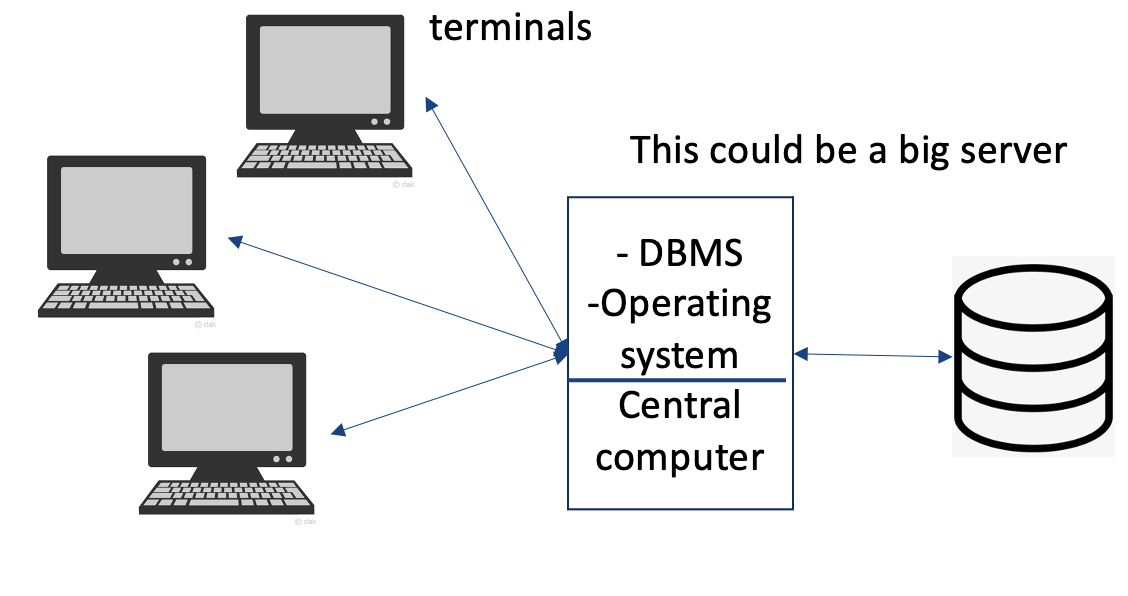 terminals
This could be a big server
- DBMS
-Operating
system
Central
computer
© dak
© dak
© dak